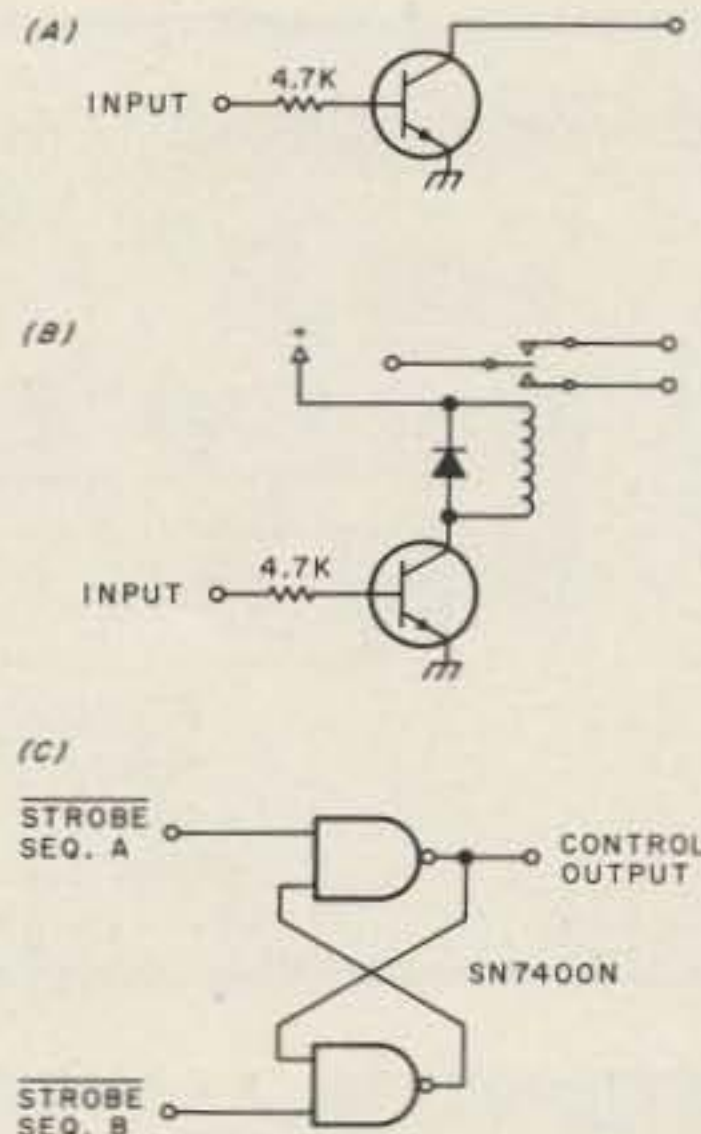 (A)
4.7K
INPUT
(B)
+
4.7K
INPUT
(C)
STROBE
SEQ. A
CONTROL
OUTPUT
SN7400N
STROBE
SEQ. B